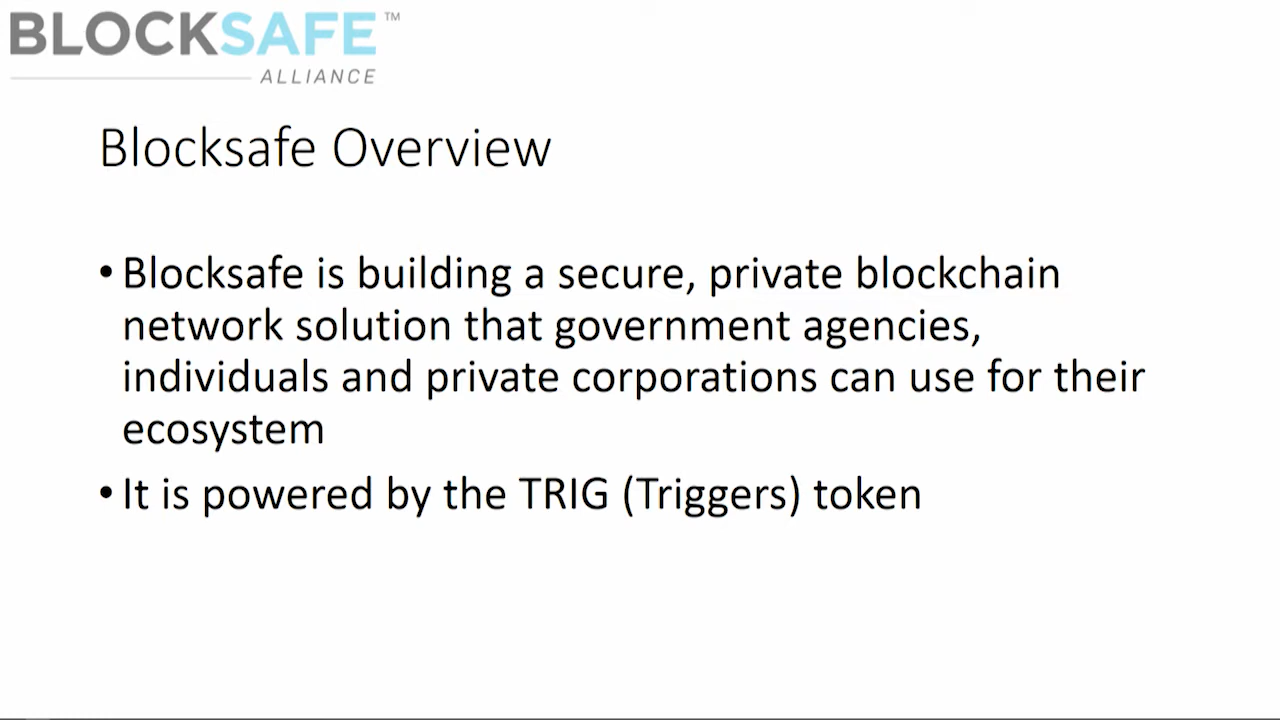 BLOCKSAFE™
ALLIANCE
Blocksafe Overview
• Blocksafe is building a secure, private blockchain
network solution that government agencies,
individuals and private corporations can use for their
ecosystem
• It is powered by the TRIG (Triggers) token